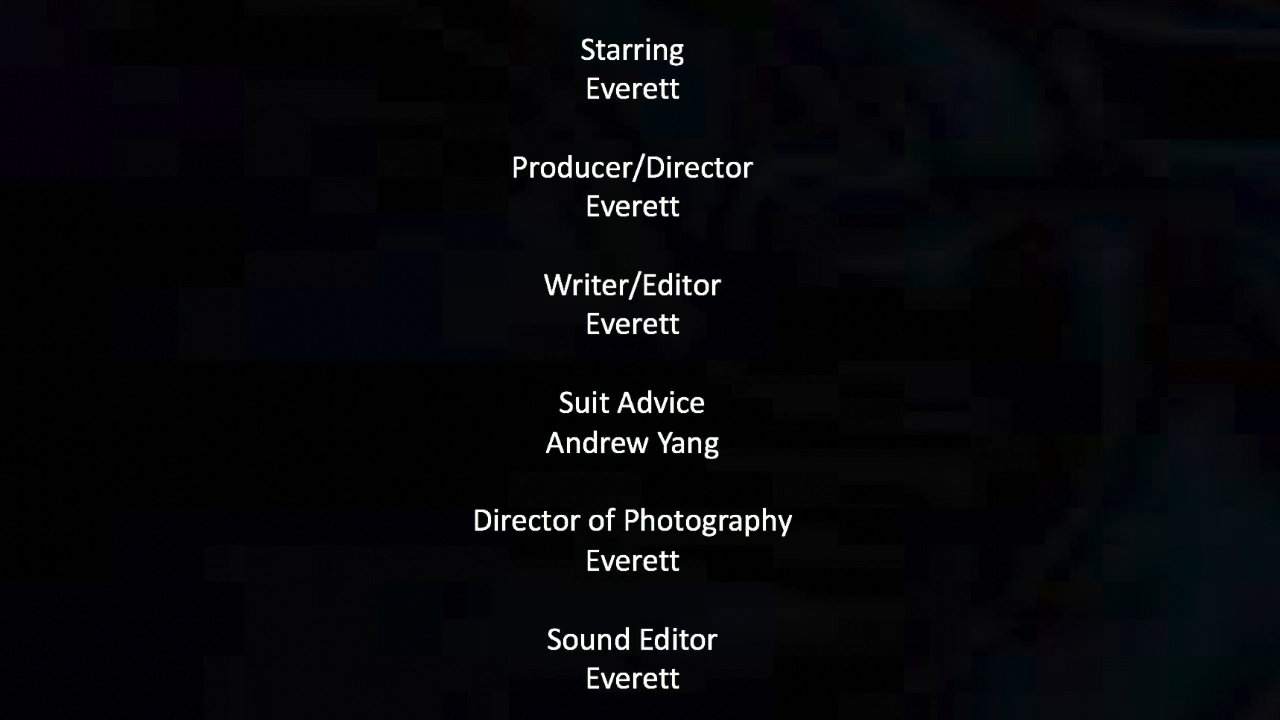 Starring
Everett
Producer/Director
Everett
Writer/Editor
Everett
Suit Advice
Andrew Yang
Director of Photography
Everett
Sound Editor
Everett